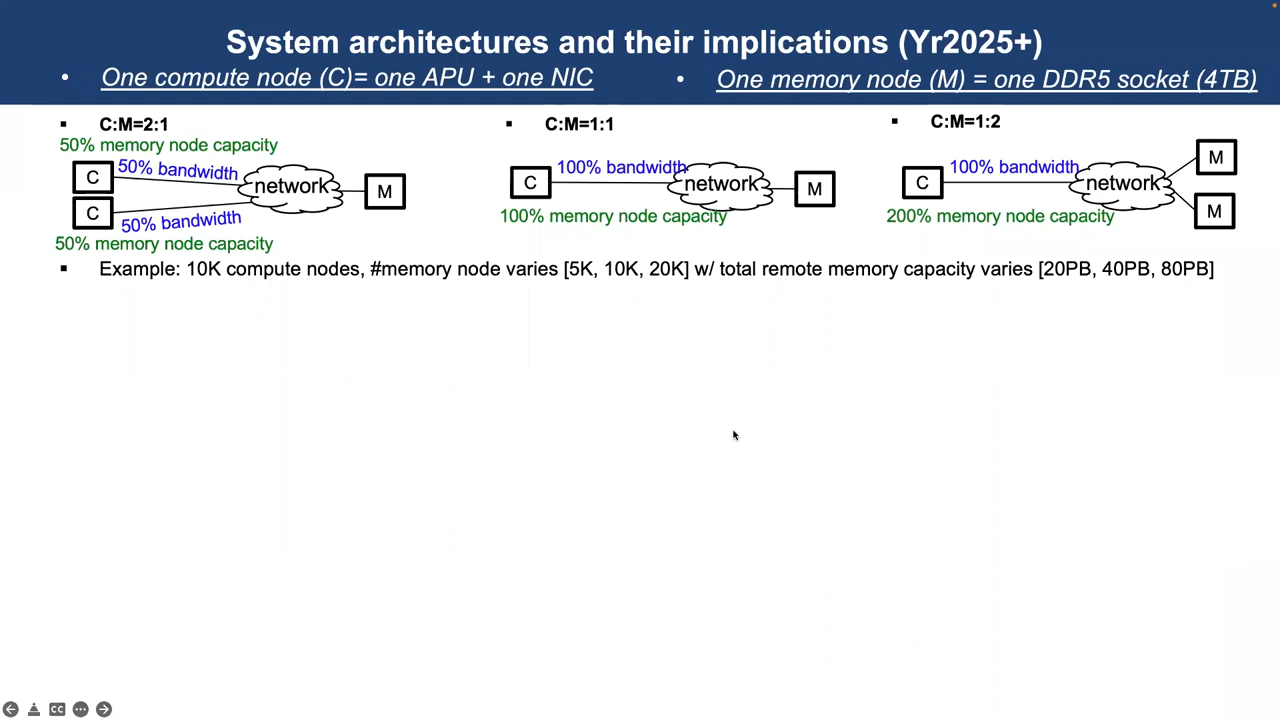 System architectures and their implications (Yr2025+)
• One compute node (C)= one APU + one NIC
• One memory node (M) = one DDR5 socket (4TB)
▪ C:M=2:1
50% memory node capacity
C
50% bandwidth
network
M
C
50% bandwidth
50% memory node capacity
▪ C:M=1:1
100% bandwidth
C
network
M
100% memory node capacity
▪ C:M=1:2
100% bandwidth
C
network
M
M
200% memory node capacity
▪ Example: 10K compute nodes, #memory node varies [5K, 10K, 20K] w/ total remote memory capacity varies [20PB, 40PB, 80PB]
CC